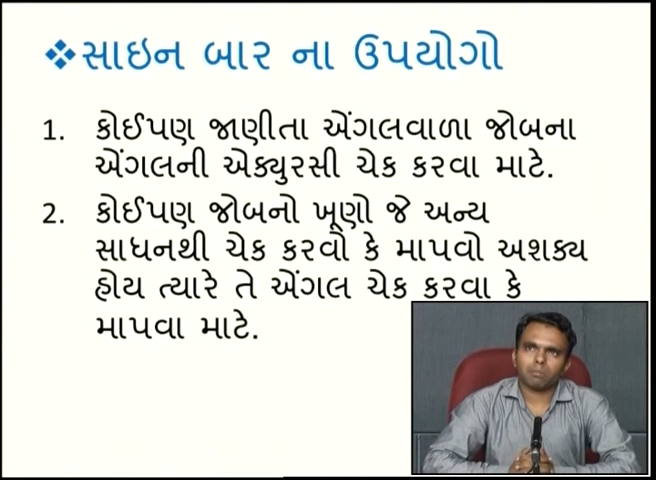 ❖સાઇન બાર ના ઉપયોગો
1. કોઈપણ જાણીતા એંગલવાળા જોબના
એંગલની એક્યુરસી ચેક કરવા માટે.
2. કોઈપણ જોબનો ખૂણો જે અન્ય
સાધનથી ચેક કરવો કે માપવો અશક્ય
હોય ત્યારે તે એંગલ ચેક કરવા કે
માપવા માટે.